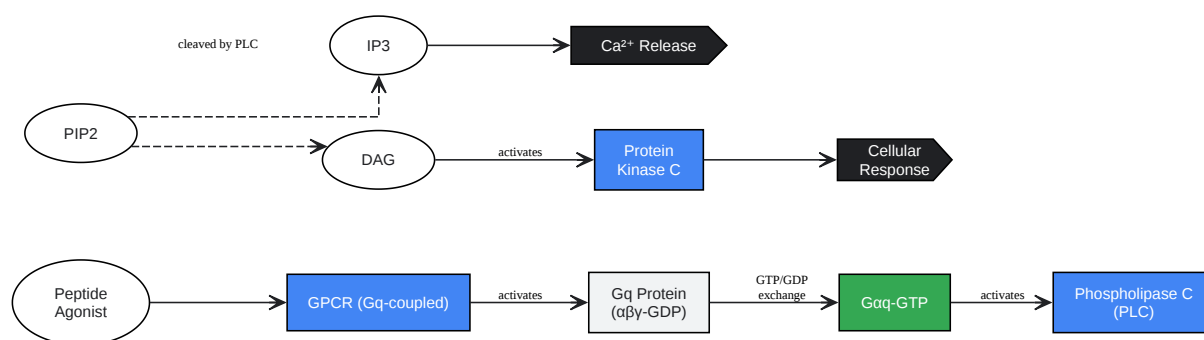 cleaved by PLC
IP3
Ca²⁺ Release
PIP2
DAG
activates
Protein
Kinase C
Cellular
Response
Peptide
Agonist
GPCR (Gq-coupled)
activates
Gq Protein
(αβγ-GDP)
GTP/GDP
exchange
Gαq-GTP
activates
Phospholipase C
(PLC)